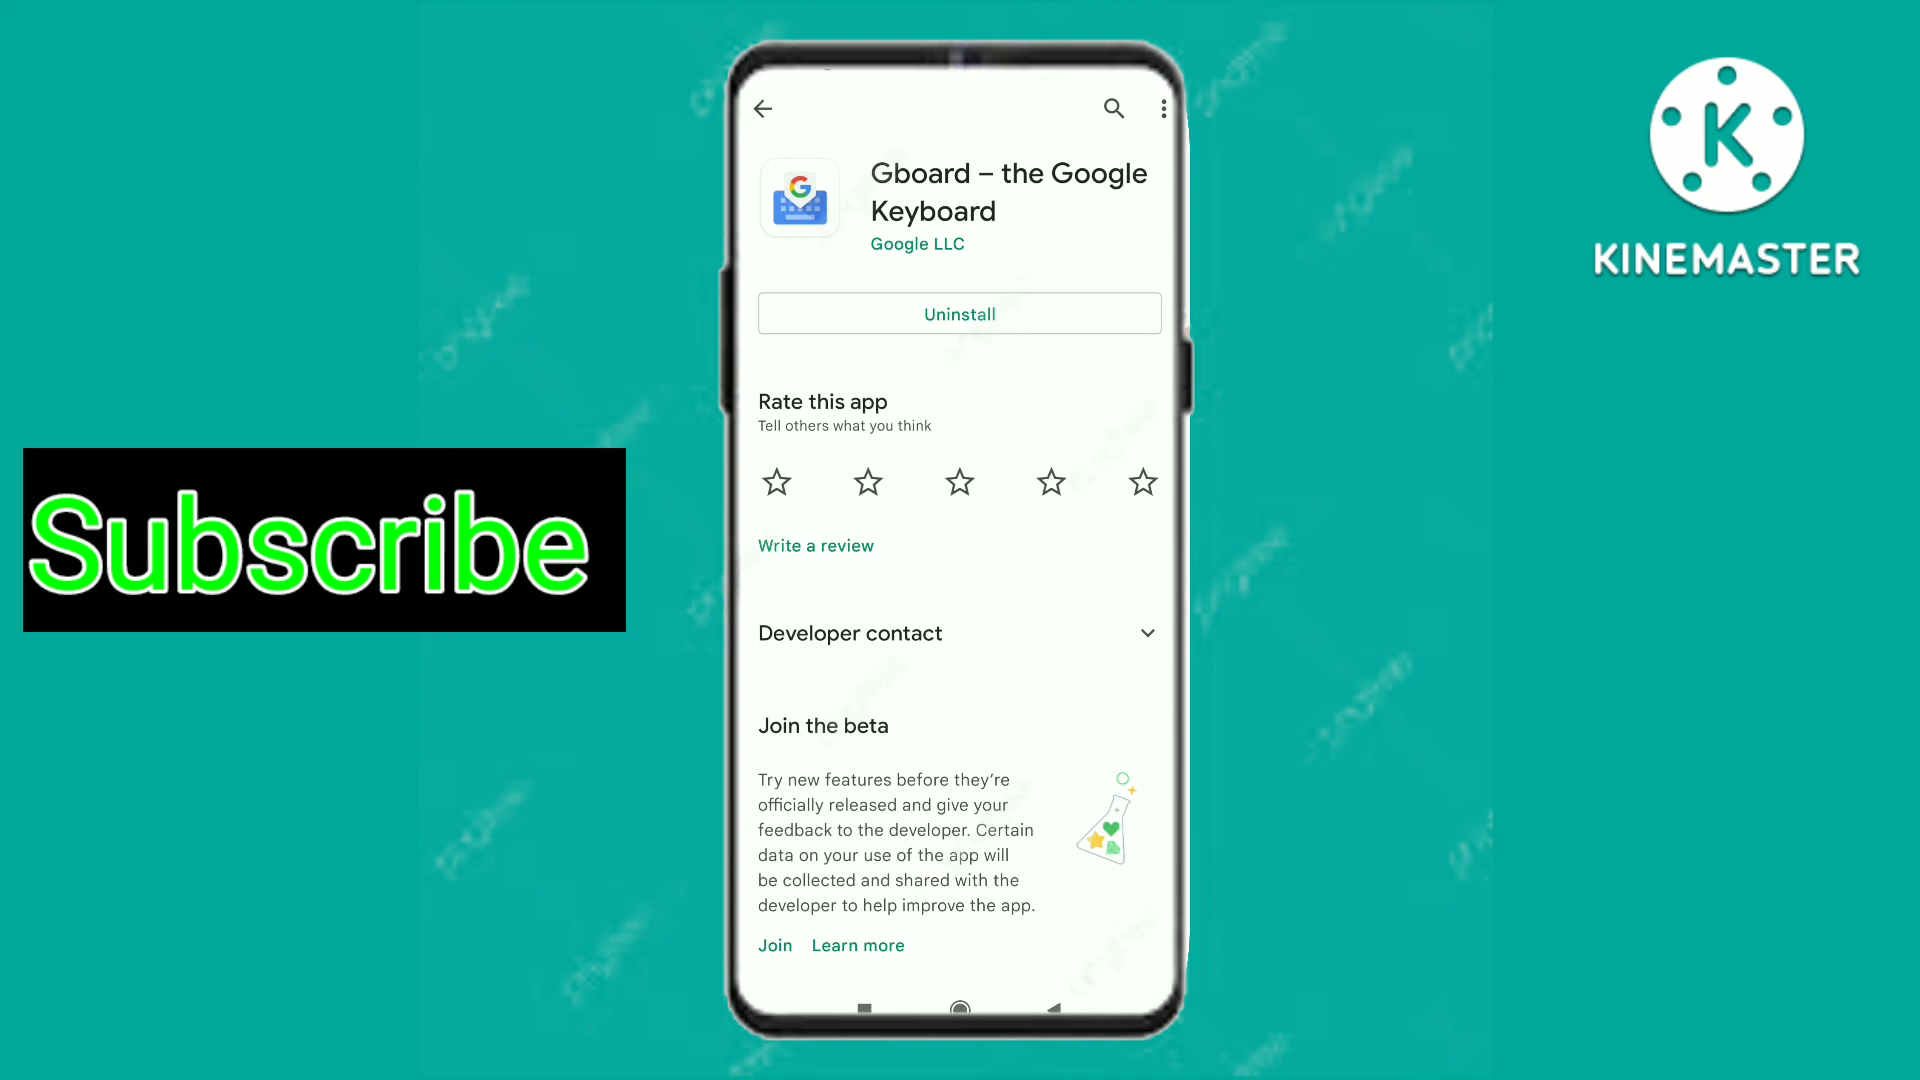 Gboard – the Google
Keyboard
Google LLC
Uninstall
Rate this app
Tell others what you think
Write a review
Developer contact
Join the beta
Try new features before they’re
officially released and give your
feedback to the developer. Certain
data on your use of the app will
be collected and shared with the
developer to help improve the app.
Join Learn more
Subscribe
K
KINEMASTER